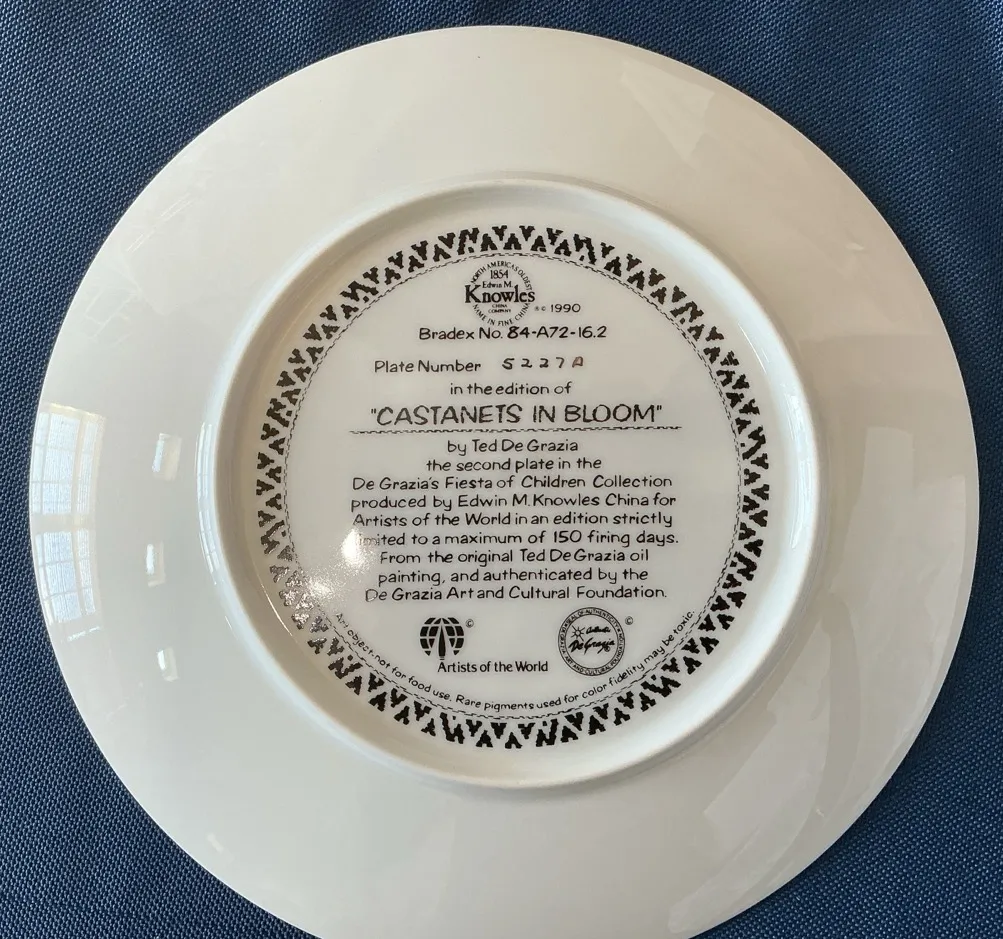 NORTH AMERICA'S OLDEST
1854
Edwin M.
Knowles
CHINA
COMPANY
NAME IN FINE CHINA
®© 1990
Bradex No. 84-A72-16.2
Plate Number 5227A
in the edition of
"CASTANETS IN BLOOM"
by Ted De Grazia
the second plate in the
De Grazia's Fiesta of Children Collection
produced by Edwin M. Knowles China for
Artists of the World in an edition strictly
limited to a maximum of 150 firing days.
From the original Ted De Grazia oil
painting, and authenticated by the
De Grazia Art and Cultural Foundation.
©
Artists of the World
De Grazia
©
Art object-not for food use. Rare pigments used for color fidelity may be toxic.